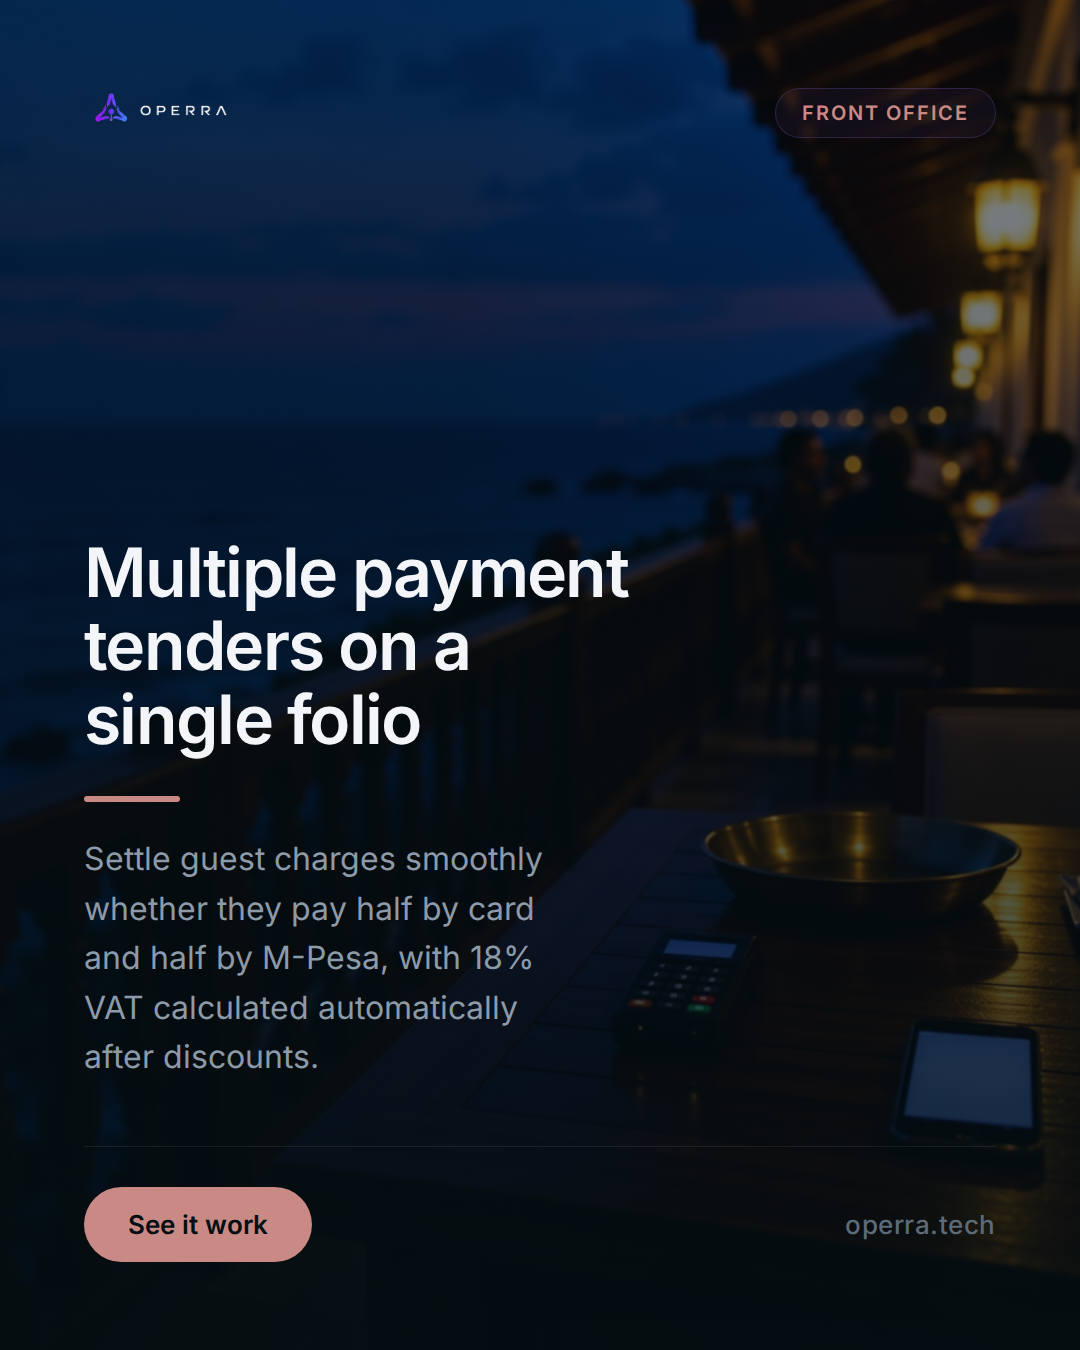 OPERRA
FRONT OFFICE
Multiple payment
tenders on a
single folio
Settle guest charges smoothly
whether they pay half by card
and half by M-Pesa, with 18%
VAT calculated automatically
after discounts.
See it work
operra.tech